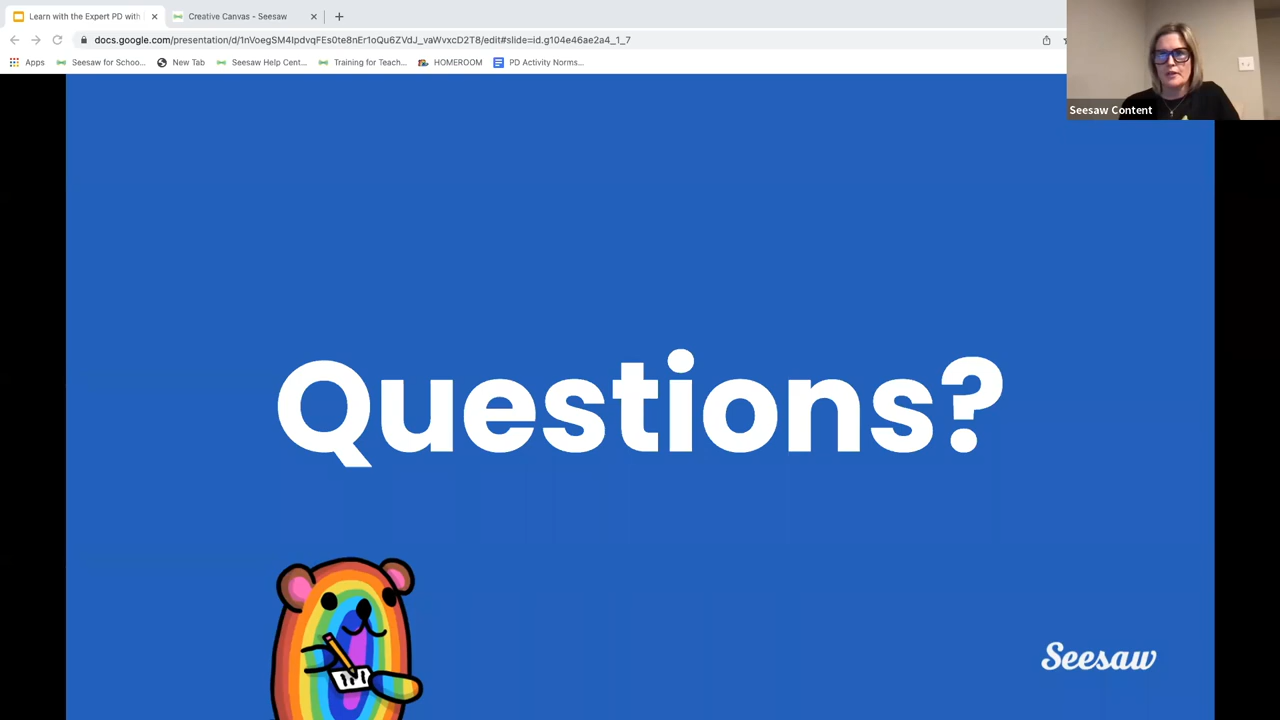 Learn with the Expert PD with
Creative Canvas - Seesaw
docs.google.com/presentation/d/1nVoegSM4IpdvqFEs0te8nEr1oQu6ZVdJ_vaWvxcD2T8/edit#slide=id.g104e46ae2a4_1_7
Apps Seesaw for Schoo... New Tab Seesaw Help Cent... Training for Teach... HOMEROOM PD Activity Norms...
Seesaw Content
Questions?
Seesaw